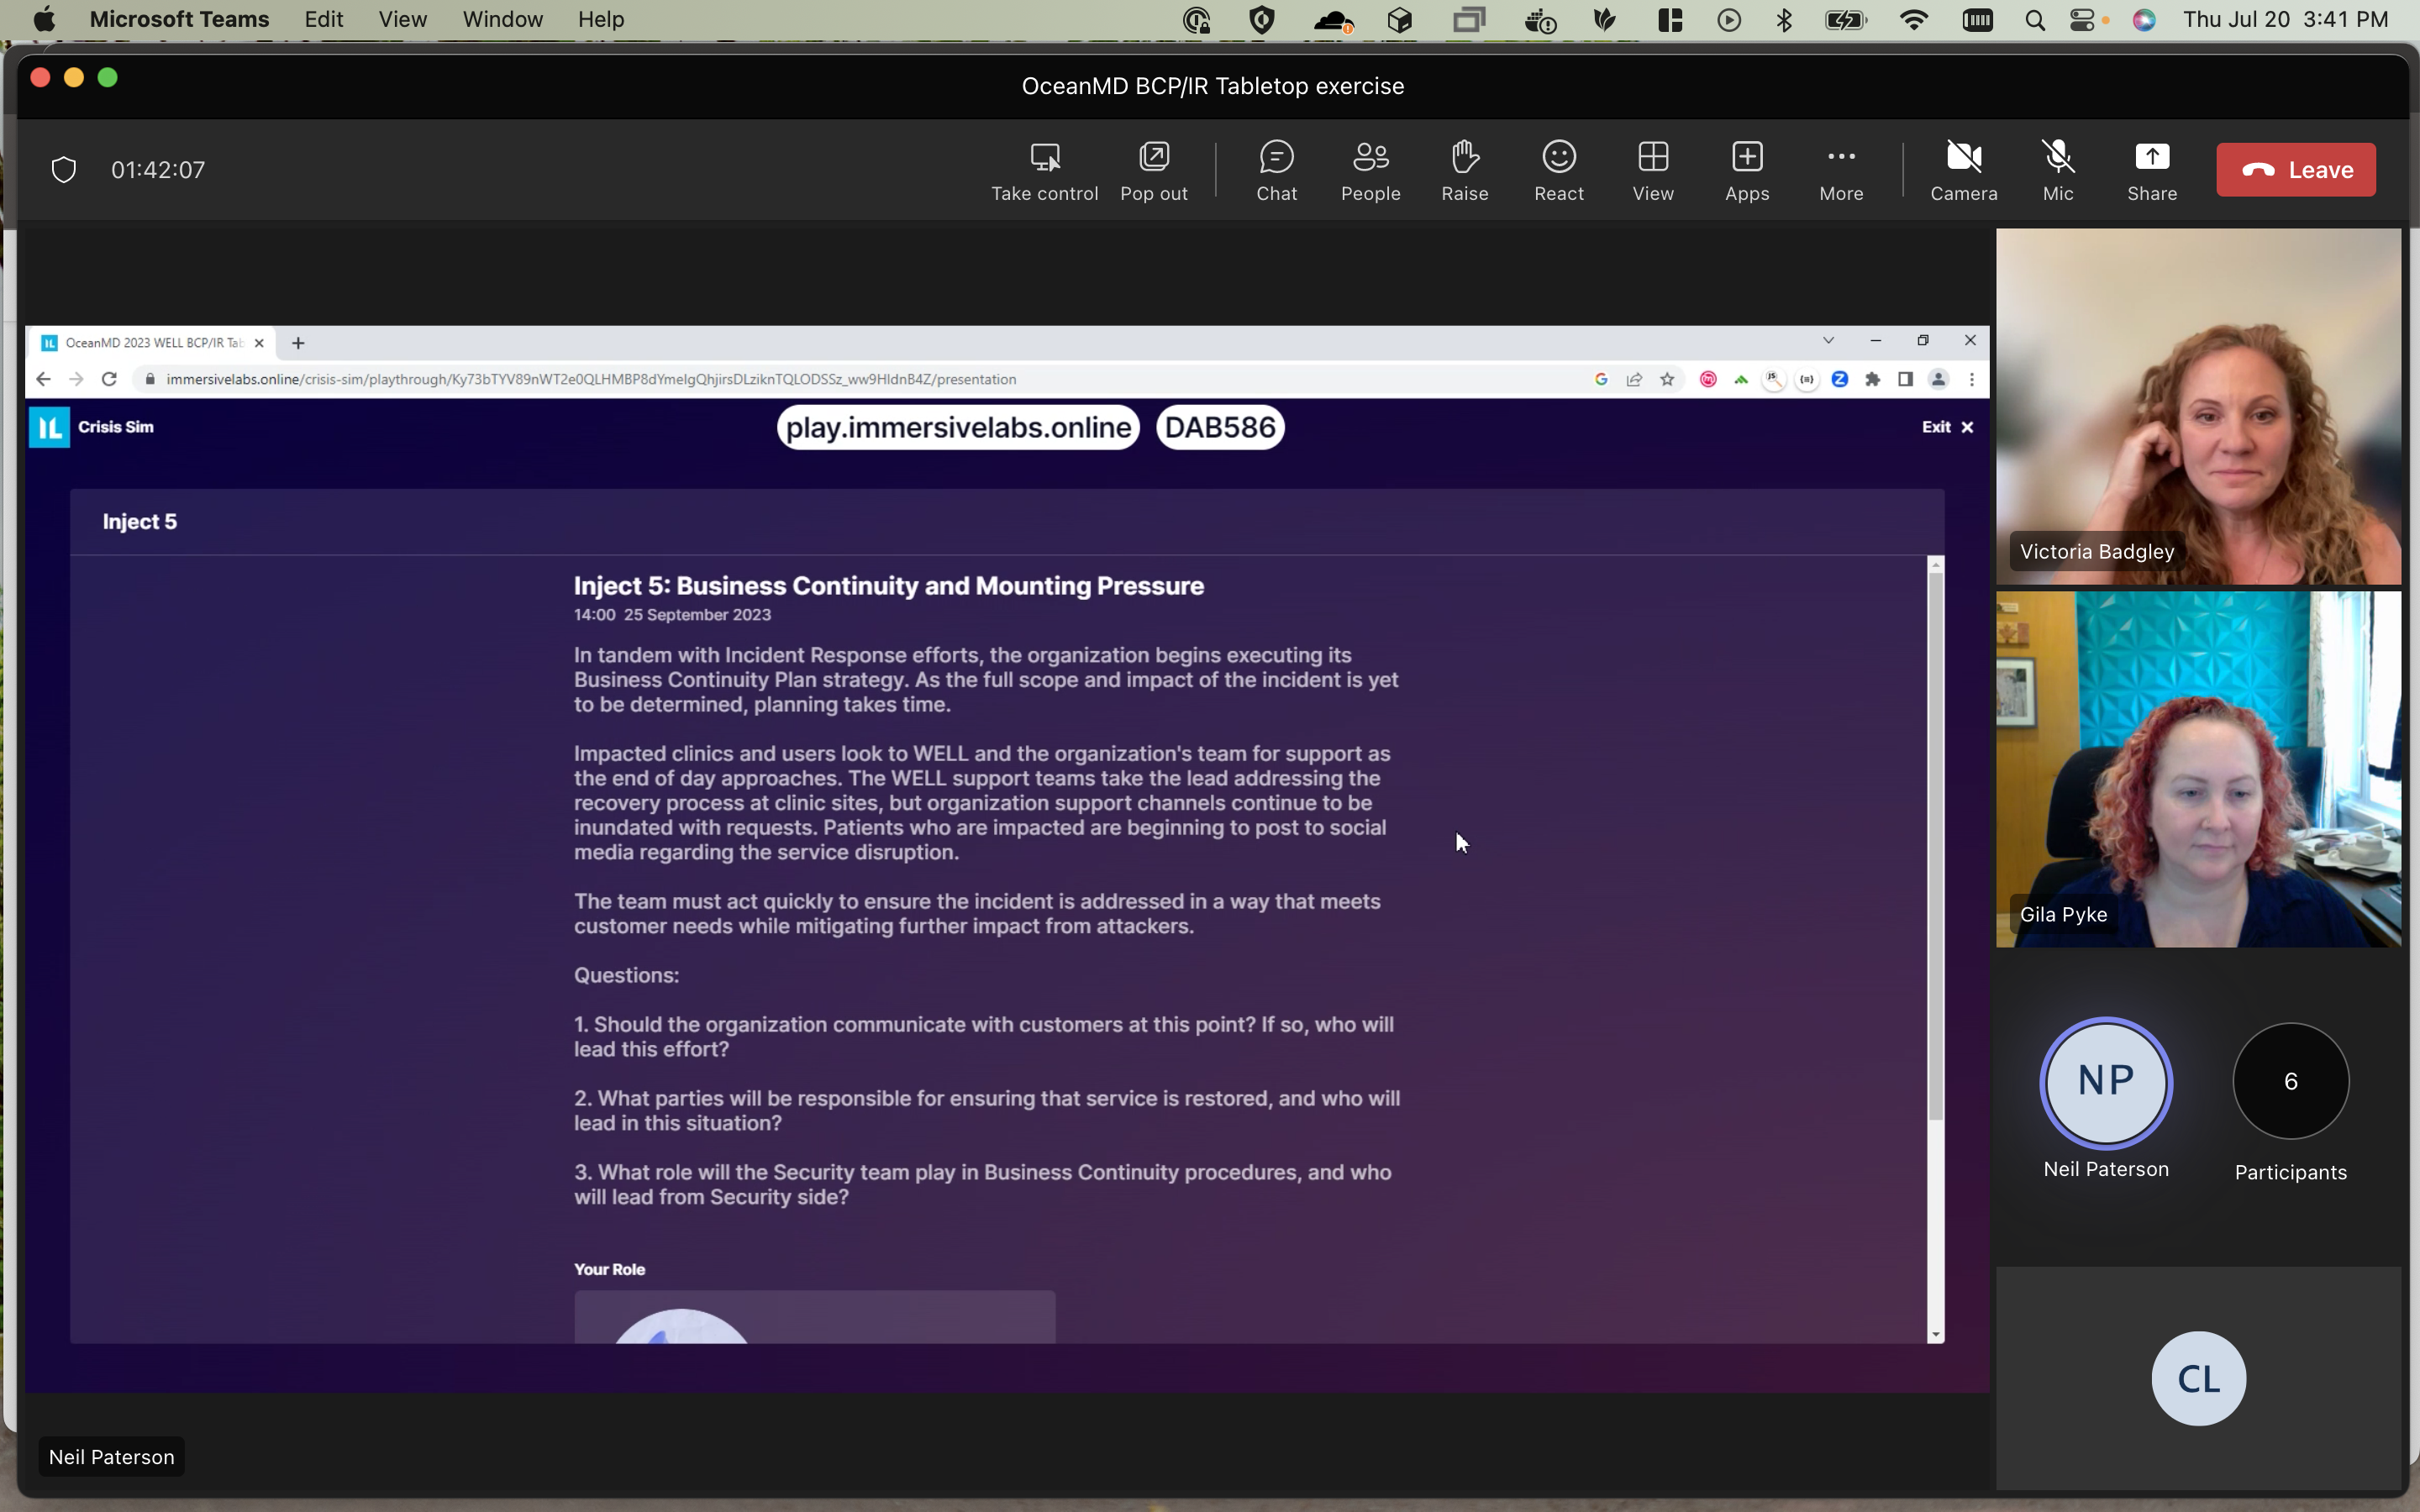 Microsoft Teams Edit View Window Help Thu Jul 20 3:41 PM
OceanMD BCP/IR Tabletop exercise
01:42:07
Take control Pop out Chat People Raise React View Apps More Camera Mic Share Leave
OceanMD 2023 WELL BCP/IR Tab
immersivelabs.online/crisis-sim/playthrough/Ky73bTYV89nWT2e0QLHMBP8dYmelgQhjirsDLziknTQLODSSz_ww9HldnB4Z/presentation
IL Crisis Sim play.immersivelabs.online DAB586 Exit
Inject 5
Inject 5: Business Continuity and Mounting Pressure
14:00 25 September 2023
In tandem with Incident Response efforts, the organization begins executing its
Business Continuity Plan strategy. As the full scope and impact of the incident is yet
to be determined, planning takes time.
Impacted clinics and users look to WELL and the organization's team for support as
the end of day approaches. The WELL support teams take the lead addressing the
recovery process at clinic sites, but organization support channels continue to be
inundated with requests. Patients who are impacted are beginning to post to social
media regarding the service disruption.
The team must act quickly to ensure the incident is addressed in a way that meets
customer needs while mitigating further impact from attackers.
Questions:
1. Should the organization communicate with customers at this point? If so, who will
lead this effort?
2. What parties will be responsible for ensuring that service is restored, and who will
lead in this situation?
3. What role will the Security team play in Business Continuity procedures, and who
will lead from Security side?
Your Role
Neil Paterson
Victoria Badgley
Gila Pyke
NP 6
Neil Paterson Participants
CL